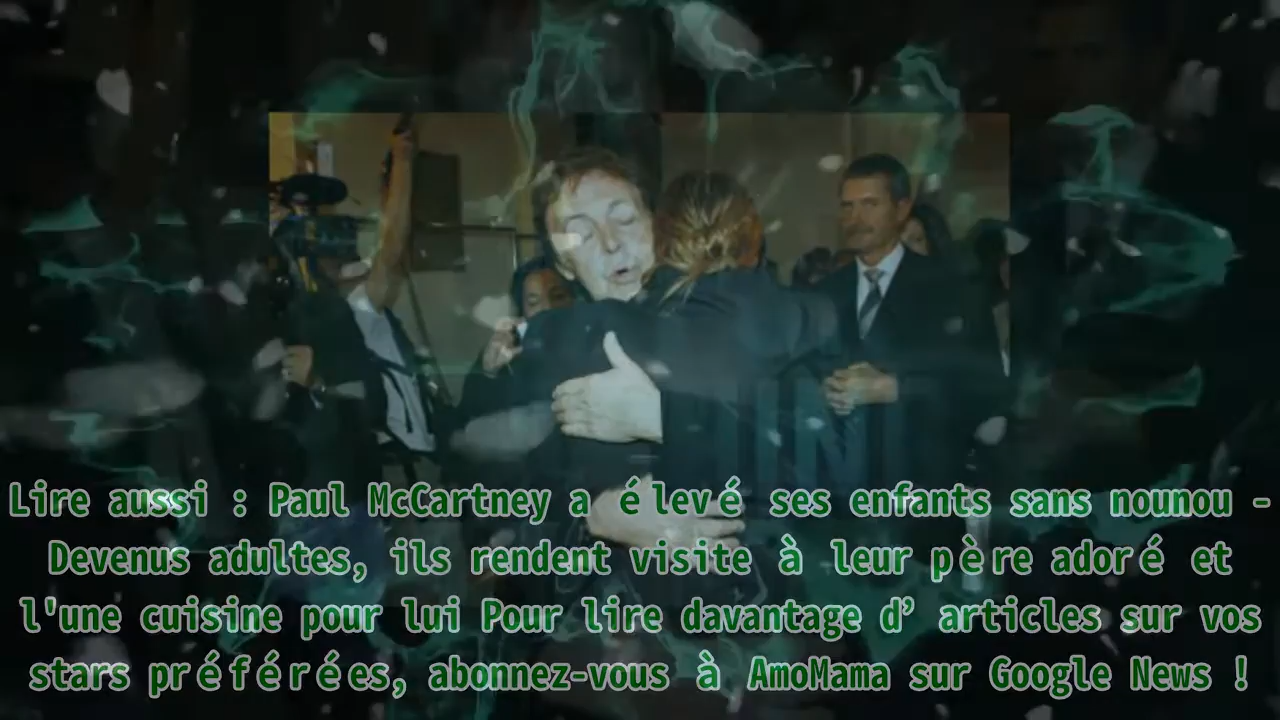 Lire aussi : Paul McCartney a élevé ses enfants sans nounou -
Devenus adultes, ils rendent visite à leur père adoré et
l'une cuisine pour lui Pour lire davantage d’ articles sur vos
stars préférées, abonnez-vous à AmoMama sur Google News !